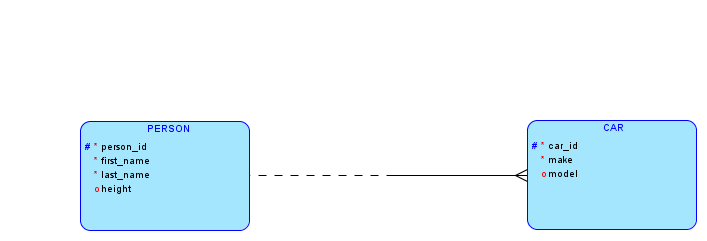 PERSON
# * person_id
* first_name
* last_name
o height
CAR
# * car_id
* make
o model